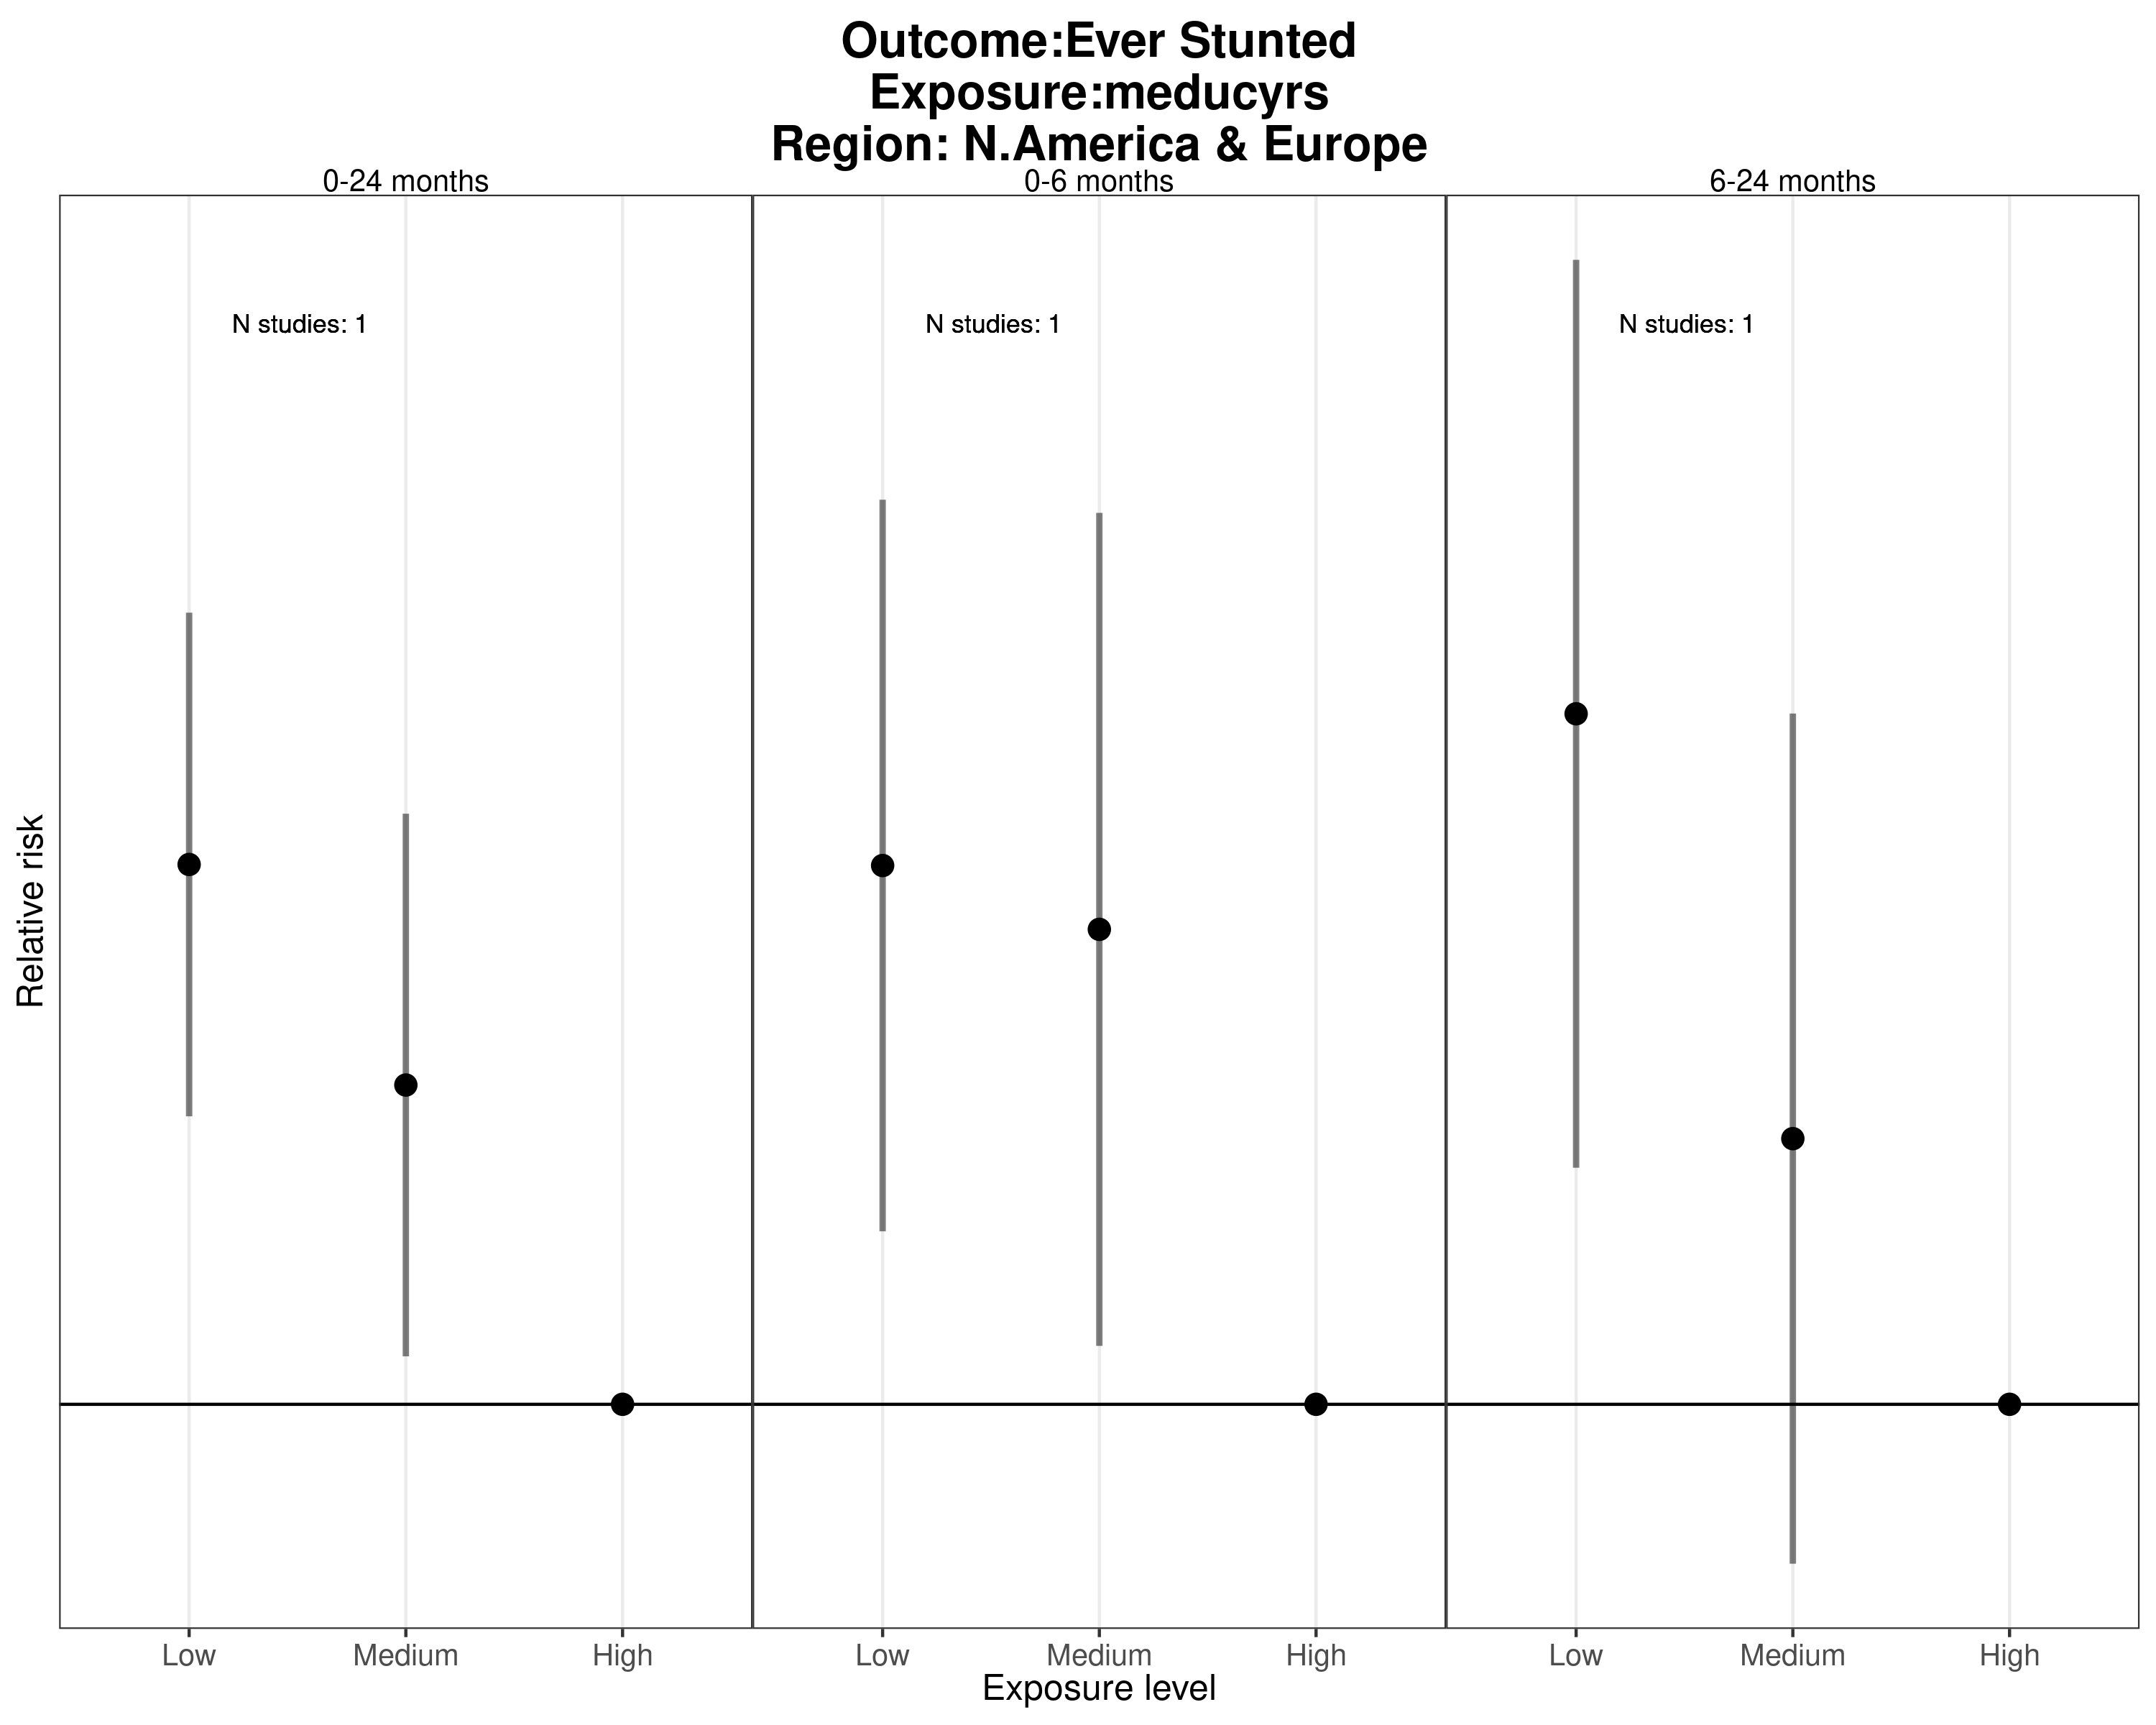 Outcome:Ever Stunted
Exposure:meducyrs
Region: N.America & Europe
0-24 months
0-6 months
6-24 months
N studies: 1
N studies: 1
N studies: 1
Relative risk
Low
Medium
High
Low
Medium
High
Low
Medium
High
Exposure level